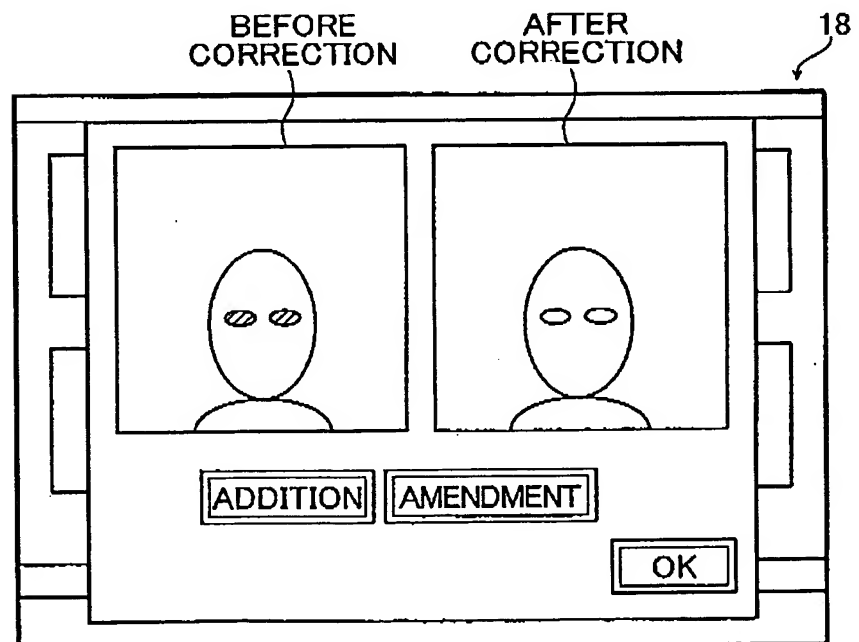 BEFORE
CORRECTION
AFTER
CORRECTION
18
ADDITION
AMENDMENT
OK